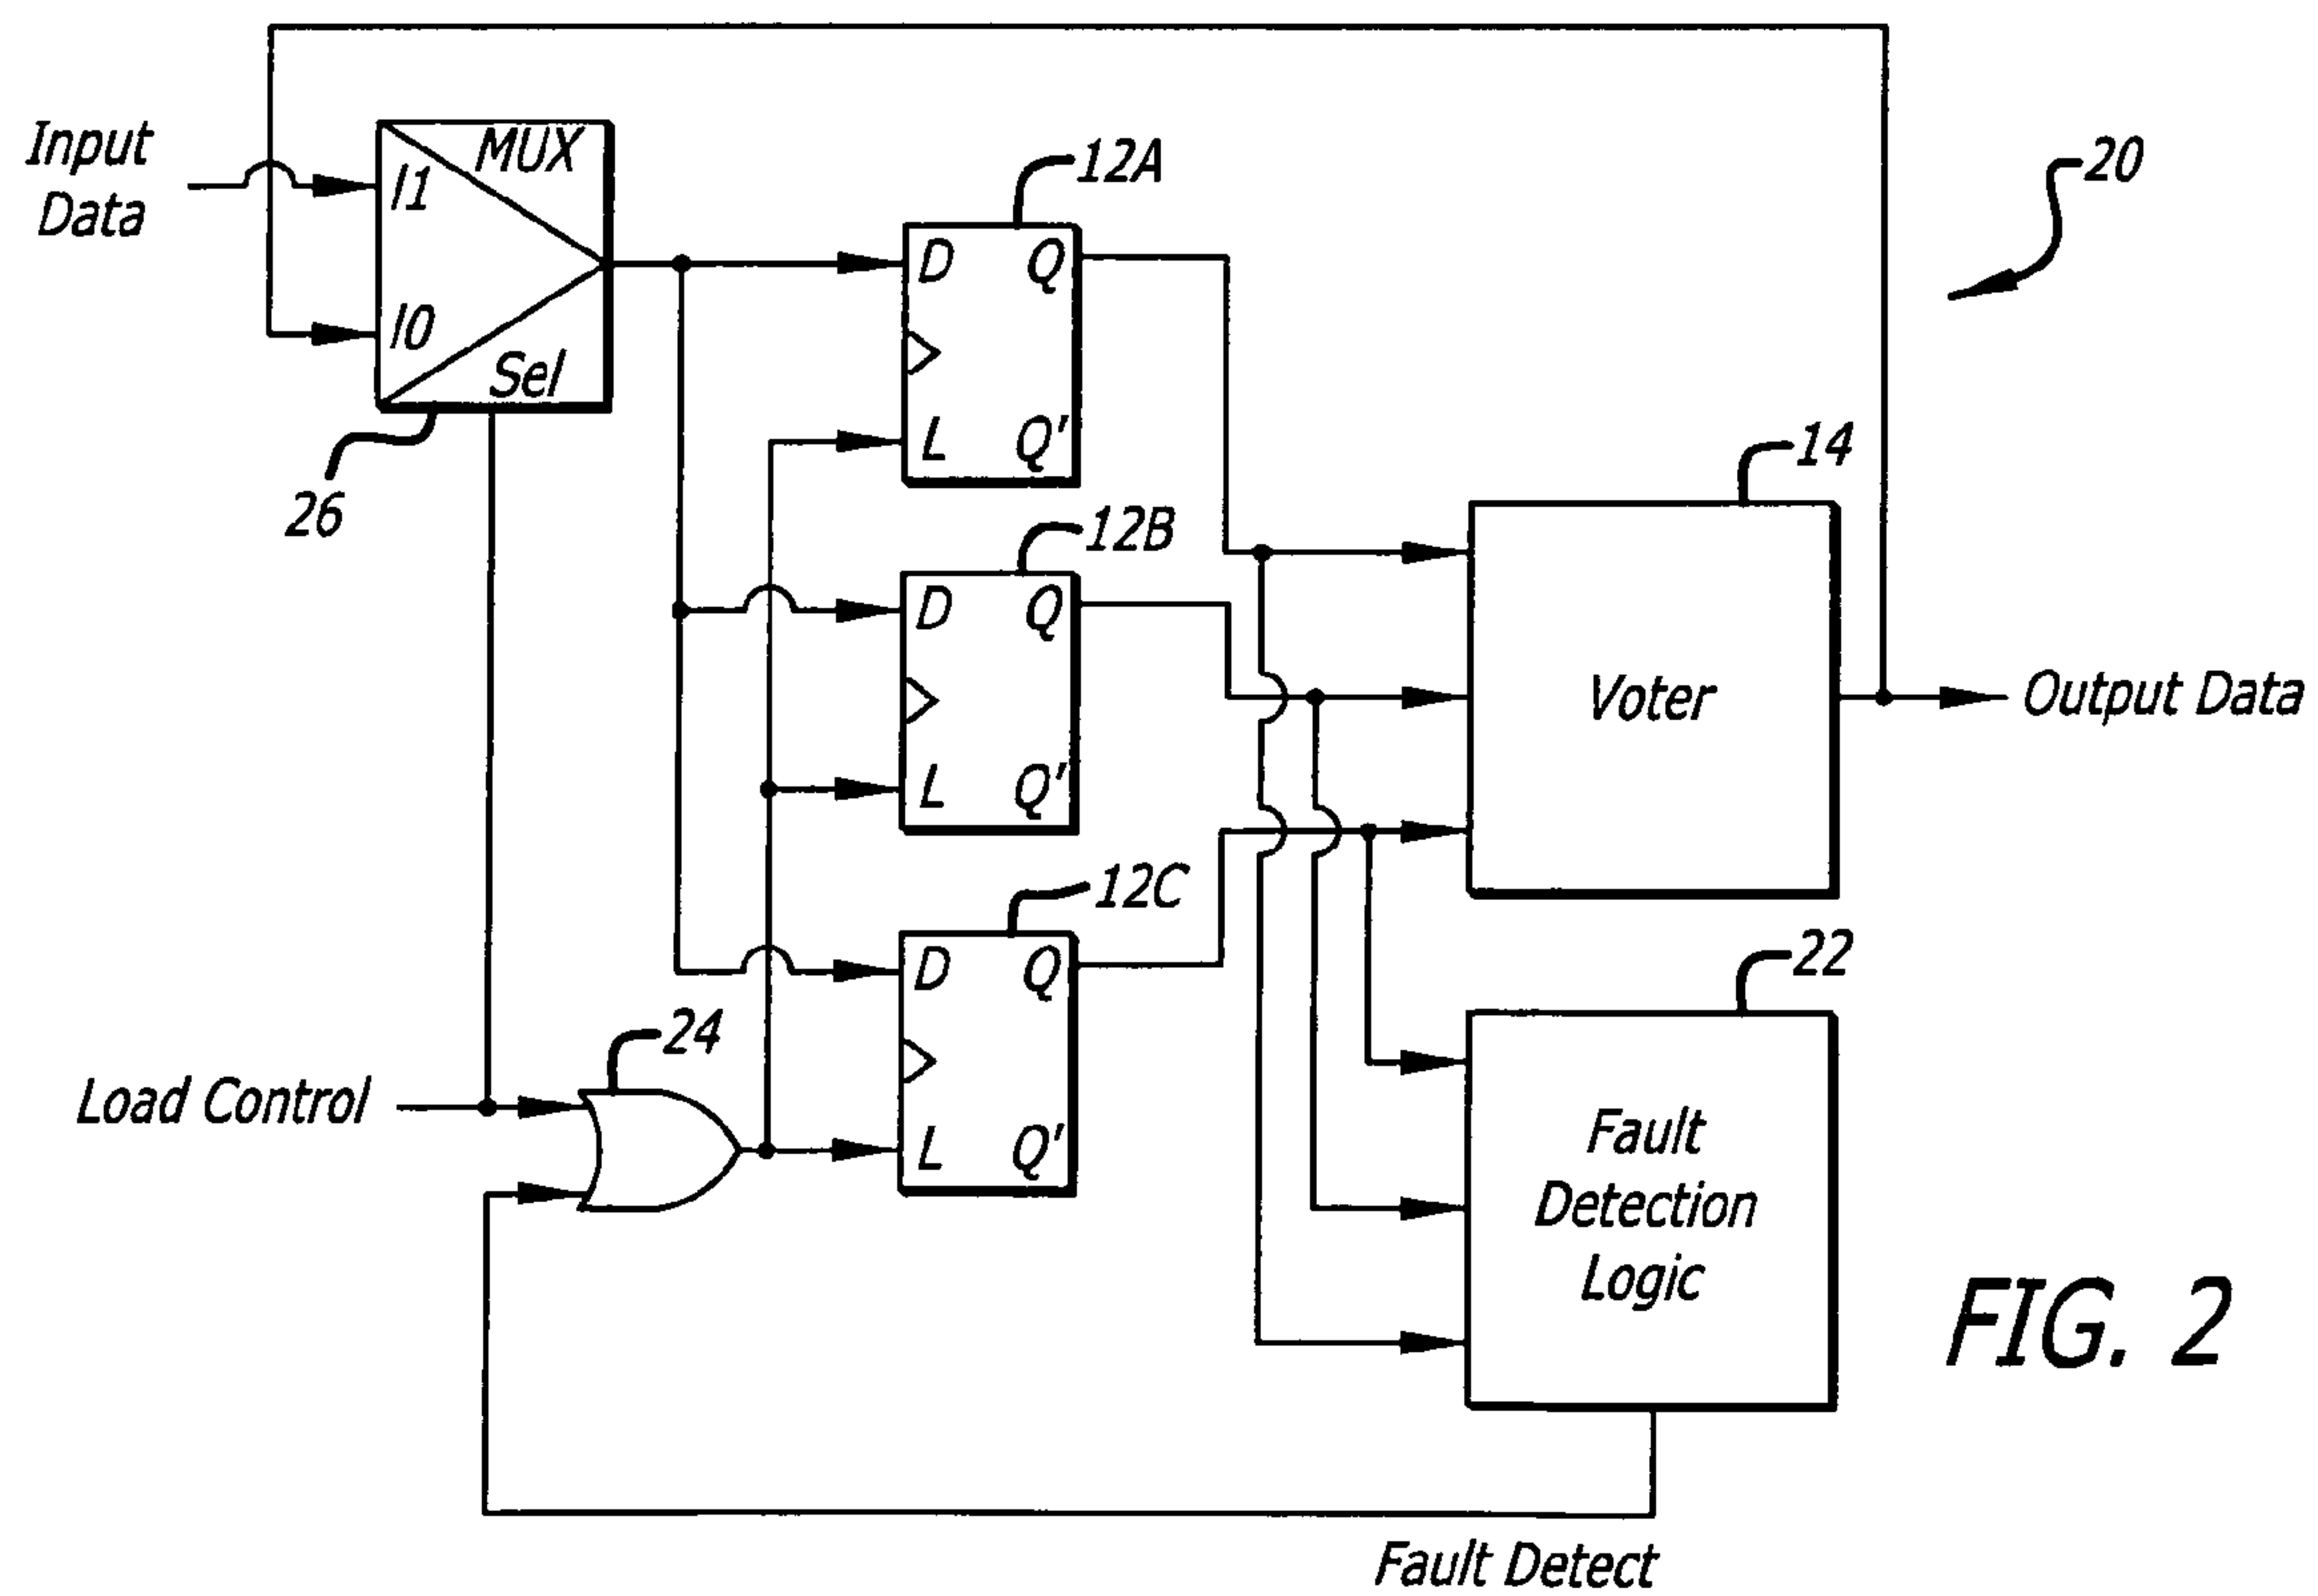 Input
Data
MUX
I1
I0
Sel
26
12A
D Q
L Q'
12B
D Q
L Q'
12C
D Q
L Q'
24
Load Control
20
14
Voter
Output Data
22
Fault
Detection
Logic
Fault Detect
FIG. 2